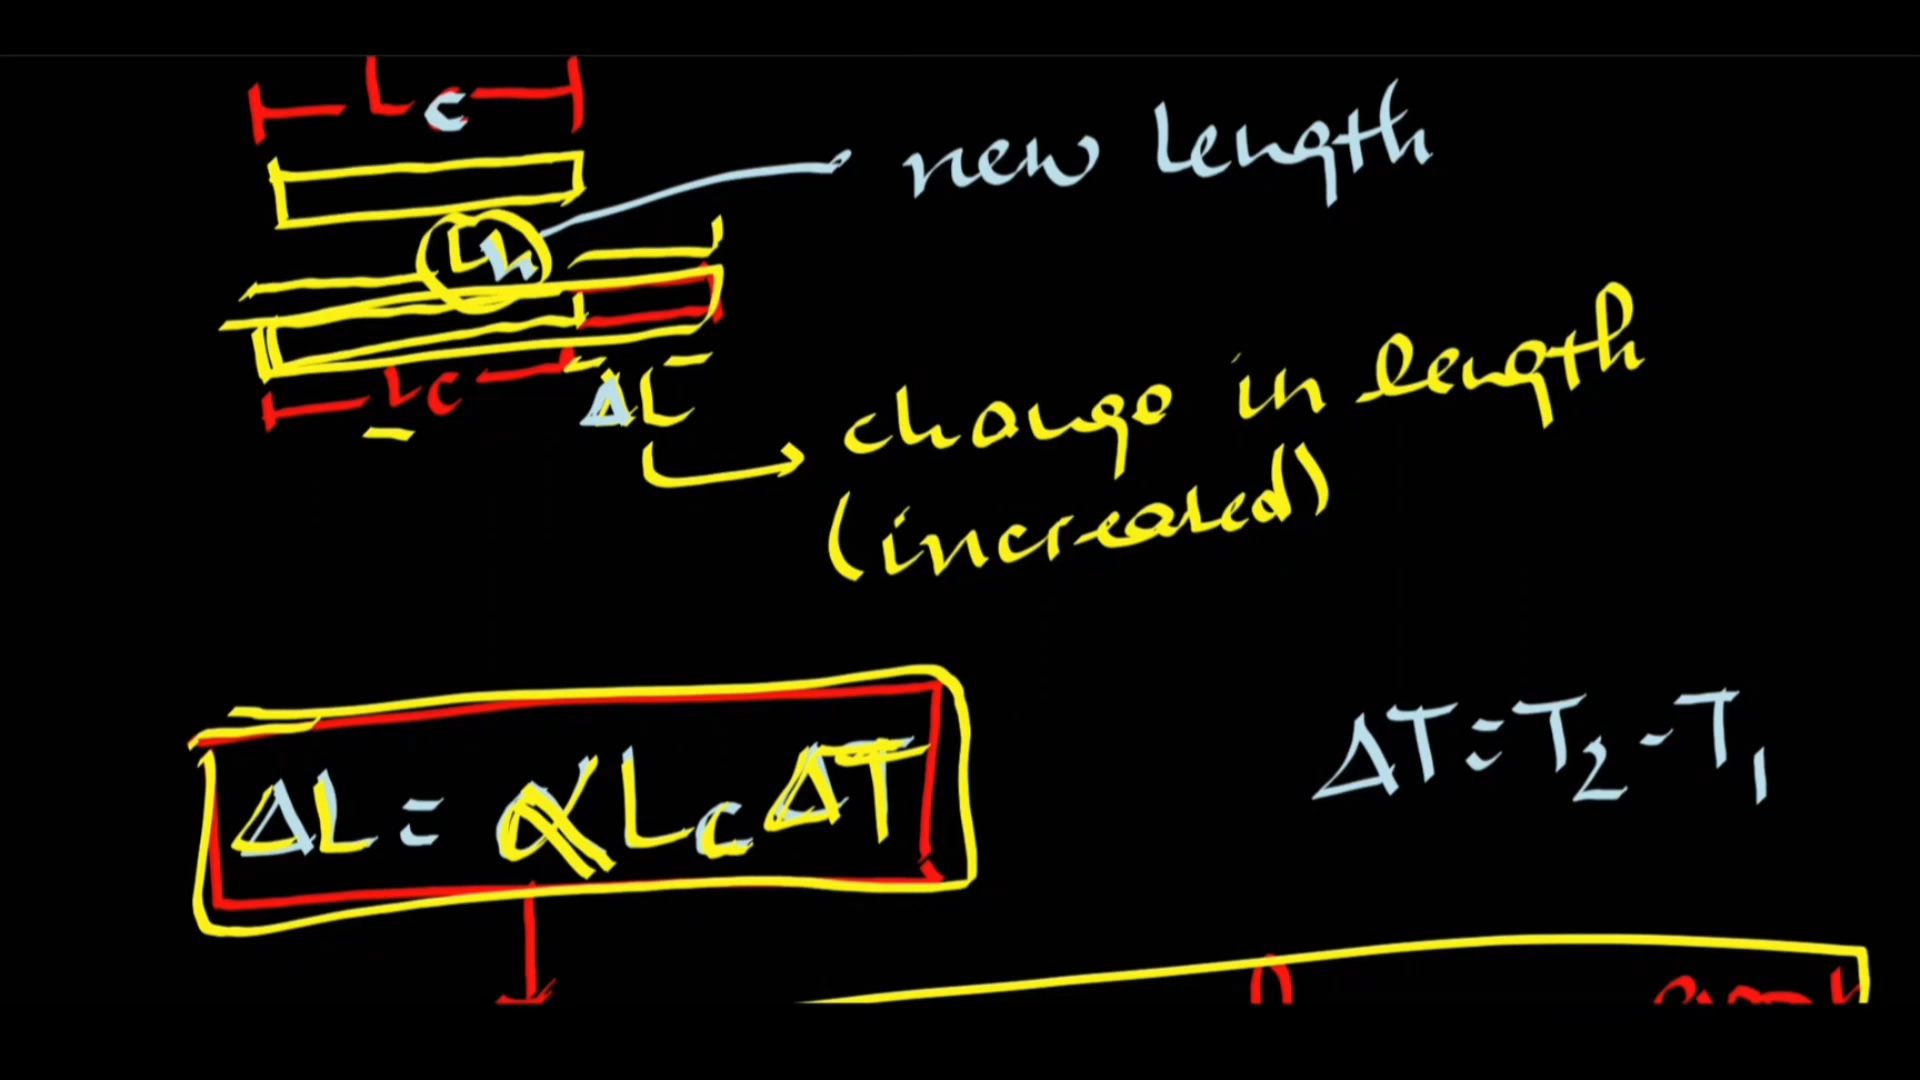 Lc
new length
Lh
Lc ΔL
change in length
(increased)
ΔL = αLcΔT
ΔT = T₂ - T₁